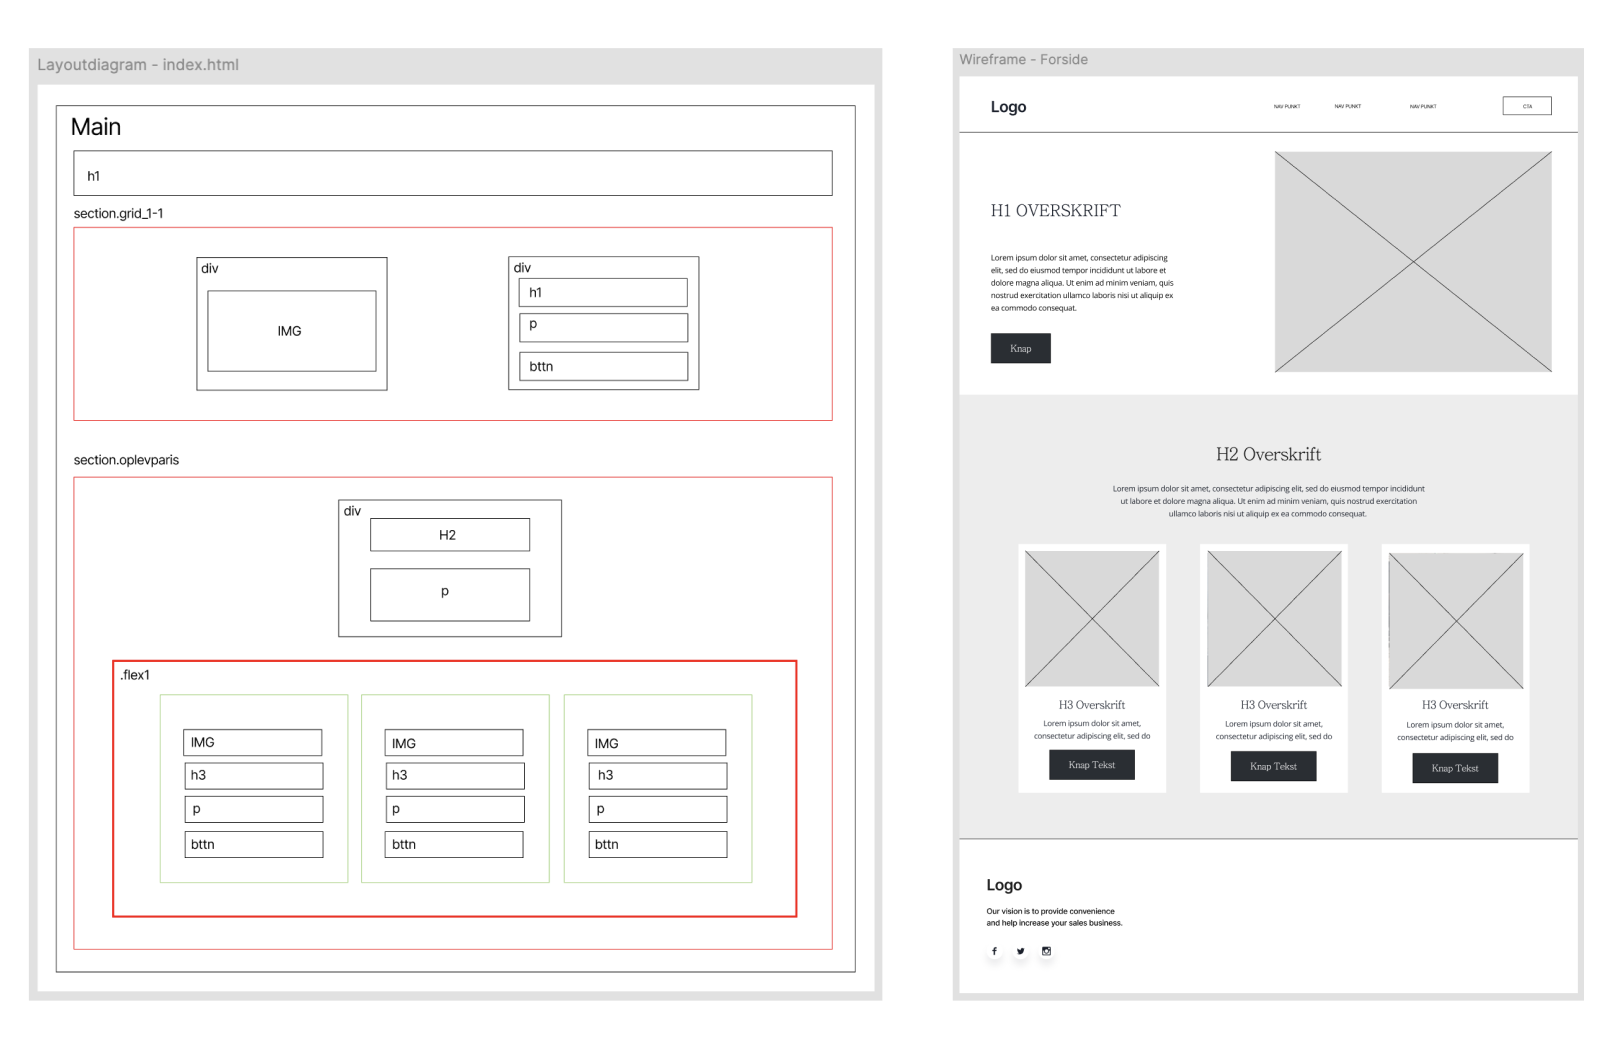 Layoutdiagram - index.html
Main
h1
section.grid_1-1
div
IMG
div
h1
p
bttn
section.oplevparis
div
H2
p
.flex1
IMG
h3
p
bttn
IMG
h3
p
bttn
IMG
h3
p
bttn
Wireframe - Forside
Logo
NAV PUNKT
NAV PUNKT
NAV PUNKT
CTA
H1 OVERSKRIFT
Lorem ipsum dolor sit amet, consectetur adipiscing
elit, sed do eiusmod tempor incididunt ut labore et
dolore magna aliqua. Ut enim ad minim veniam, quis
nostrud exercitation ullamco laboris nisi ut aliquip ex
ea commodo consequat.
Knap
H2 Overskrift
Lorem ipsum dolor sit amet, consectetur adipiscing elit, sed do eiusmod tempor incididunt
ut labore et dolore magna aliqua. Ut enim ad minim veniam, quis nostrud exercitation
ullamco laboris nisi ut aliquip ex ea commodo consequat.
H3 Overskrift
Lorem ipsum dolor sit amet,
consectetur adipiscing elit, sed do
Knap Tekst
H3 Overskrift
Lorem ipsum dolor sit amet,
consectetur adipiscing elit, sed do
Knap Tekst
H3 Overskrift
Lorem ipsum dolor sit amet,
consectetur adipiscing elit, sed do
Knap Tekst
Logo
Our vision is to provide convenience
and help increase your sales business.